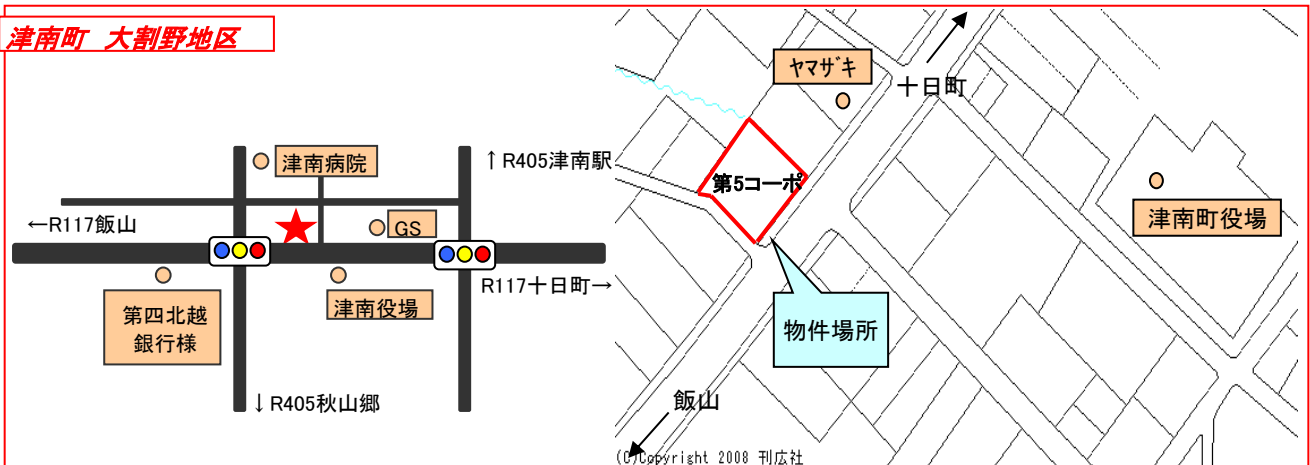 津南町 大割野地区
津南病院
↑R405津南駅
←R117飯山
GS
R117十日町→
第四北越
銀行様
津南役場
↓R405秋山郷
ヤマザキ
十日町
第5コーポ
津南町役場
物件場所
飯山
(C)Copyright 2008 刊広社